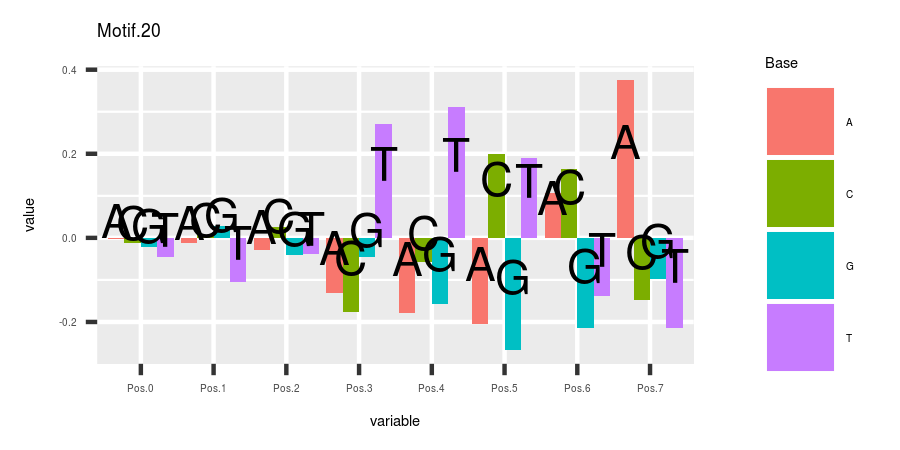 Motif.20
0.4
0.2
0.0
-0.2
value
A C G T A C G T A C G T A C G T A C G T A C G T A C G T A C G T
Pos.0 Pos.1 Pos.2 Pos.3 Pos.4 Pos.5 Pos.6 Pos.7
variable
Base
A
C
G
T